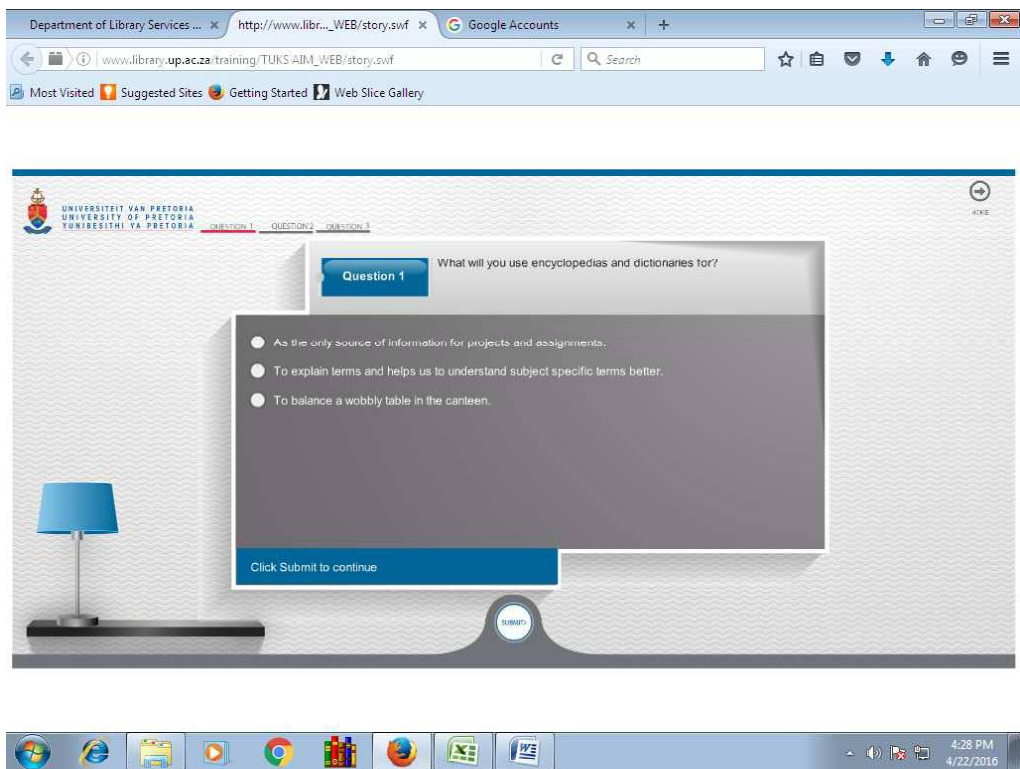 Department of Library Services ... × http://www.libr..._WEB/story.swf × Google Accounts × +
www.library.up.ac.za/training/TUKS AIM_WEB/story.swf Search
Most Visited Suggested Sites Getting Started Web Slice Gallery
UNIVERSITEIT VAN PRETORIA
UNIVERSITY OF PRETORIA
YUNIBESITHI YA PRETORIA
QUESTION 1 QUESTION 2 QUESTION 3
Question 1
What will you use encyclopedias and dictionaries for?
As the only source of information for projects and assignments.
To explain terms and helps us to understand subject specific terms better.
To balance a wobbly table in the canteen.
Click Submit to continue
SUBMIT
4:28 PM
4/22/2016